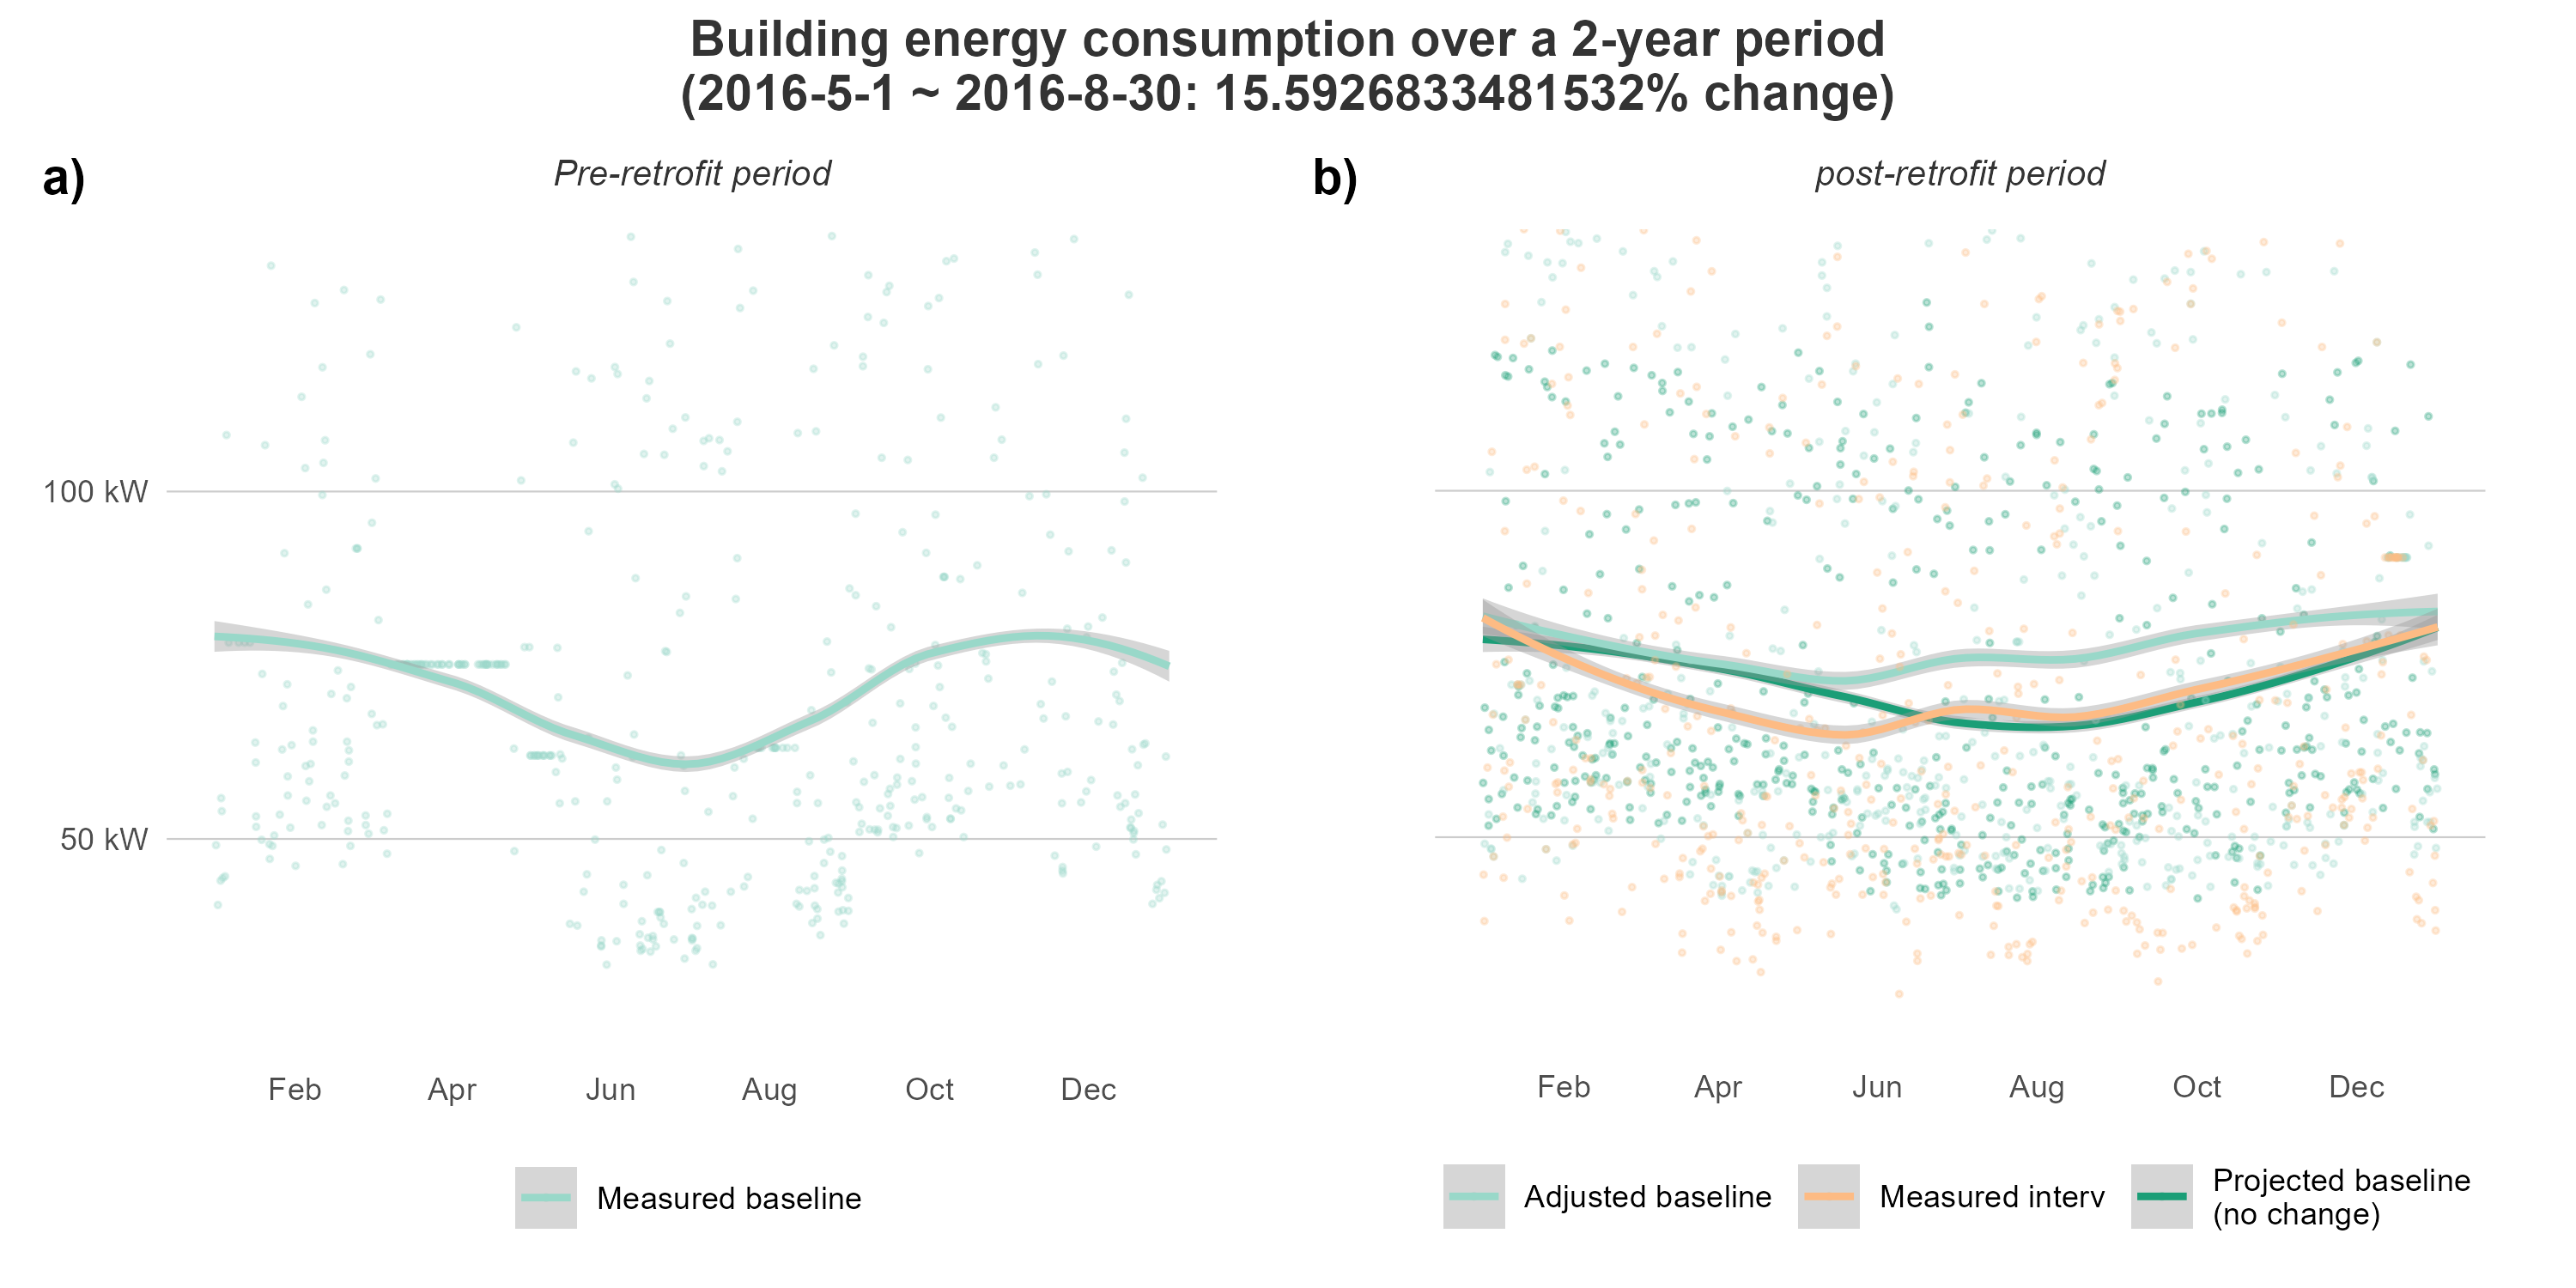 Building energy consumption over a 2-year period
(2016-5-1 ~ 2016-8-30: 15.5926833481532% change)
a)
Pre-retrofit period
100 kW
50 kW
Feb Apr Jun Aug Oct Dec
Measured baseline
b)
post-retrofit period
Feb Apr Jun Aug Oct Dec
Adjusted baseline
Measured interv
Projected baseline
(no change)